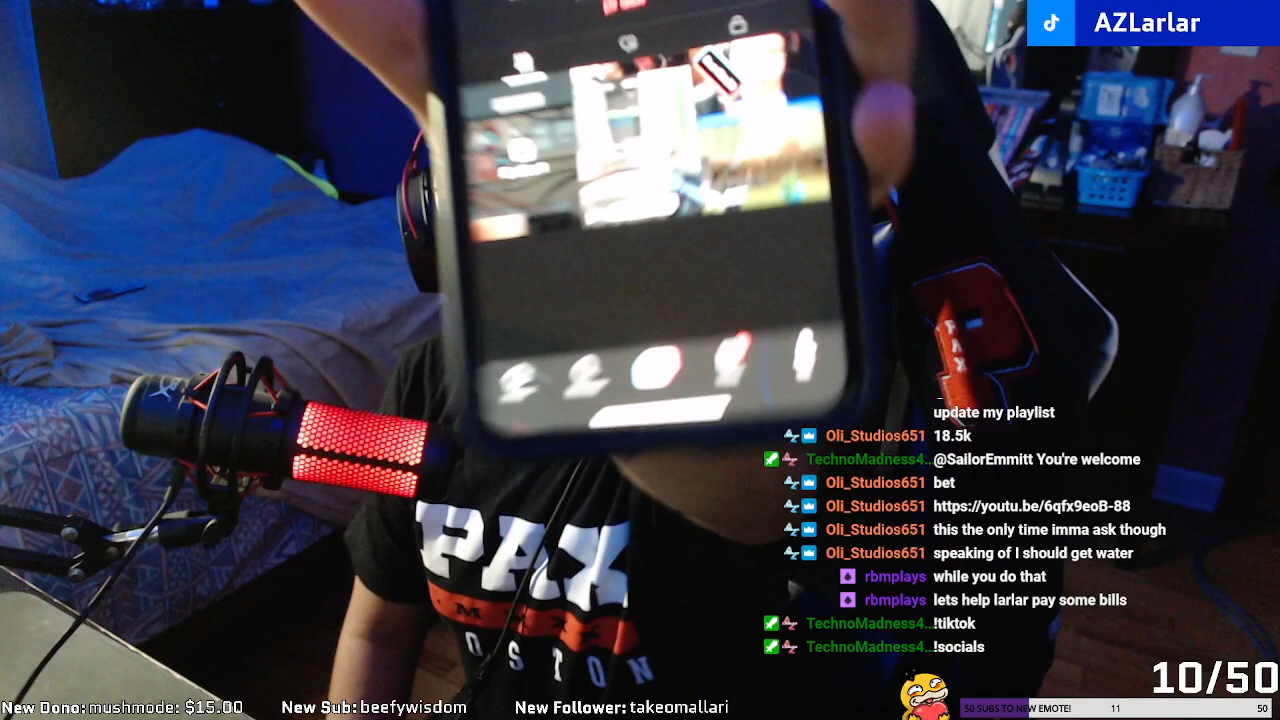 AZLarlar
PAX
update my playlist
Oli_Studios651 18.5k
TechnoMadness4... @SailorEmmitt You're welcome
Oli_Studios651 bet
Oli_Studios651 https://youtu.be/6qfx9eoB-88
Oli_Studios651 this the only time imma ask though
Oli_Studios651 speaking of I should get water
rbmplays while you do that
rbmplays lets help larlar pay some bills
TechnoMadness4... !tiktok
TechnoMadness4... !socials
PAX
OSTON
10/50
50 SUBS TO NEW EMOTE! 11 50
New Dono: mushmode: $15.00 New Sub: beefywisdom New Follower: takeomallari